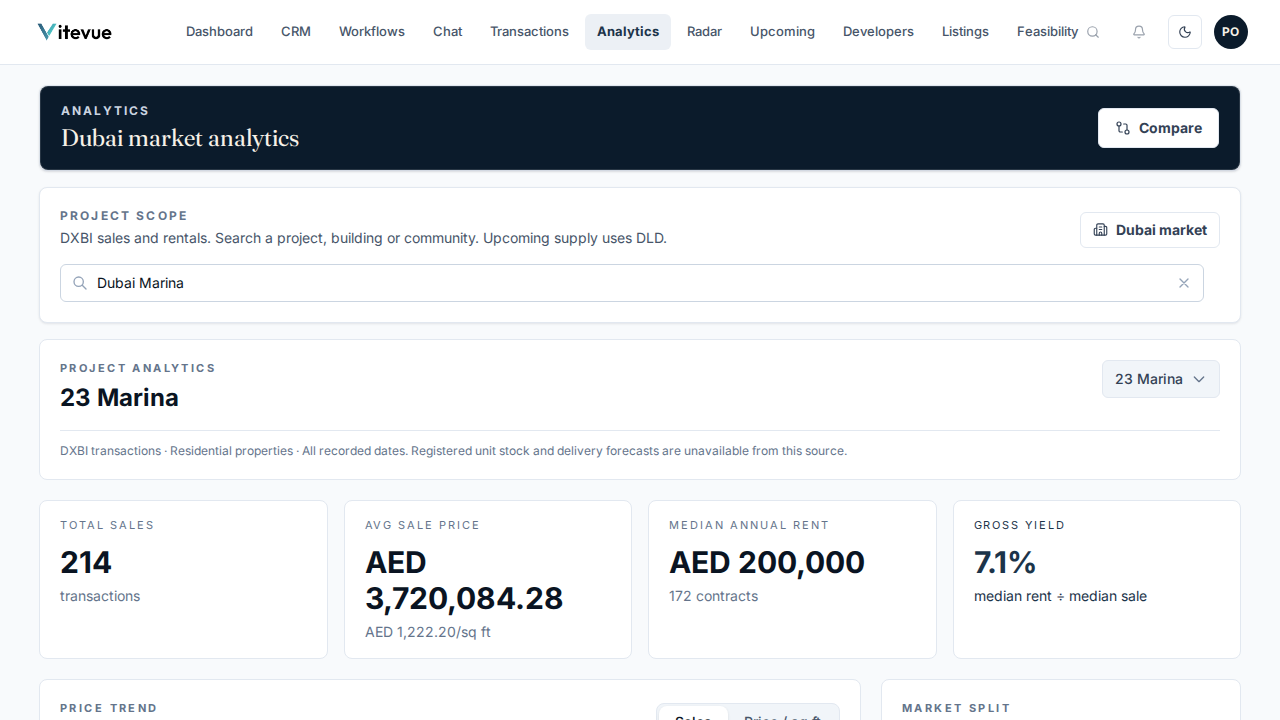 Vitevue
Dashboard CRM Workflows Chat Transactions Analytics Radar Upcoming Developers Listings Feasibility PO
ANALYTICS
Dubai market analytics
Compare
PROJECT SCOPE
DXBI sales and rentals. Search a project, building or community. Upcoming supply uses DLD.
Dubai market
Dubai Marina
PROJECT ANALYTICS
23 Marina
23 Marina
DXBI transactions · Residential properties · All recorded dates. Registered unit stock and delivery forecasts are unavailable from this source.
TOTAL SALES
214
transactions
AVG SALE PRICE
AED
3,720,084.28
AED 1,222.20/sq ft
MEDIAN ANNUAL RENT
AED 200,000
172 contracts
GROSS YIELD
7.1%
median rent ÷ median sale
PRICE TREND
Sales Price / sq ft
MARKET SPLIT